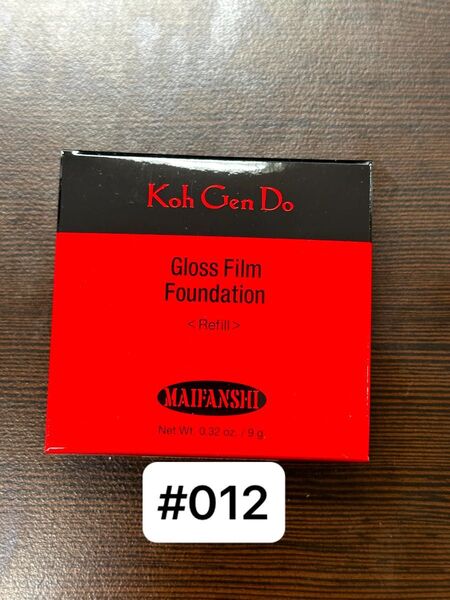 Koh Gen Do
Gloss Film
Foundation
< Refill >
MAIFANSHI
Net Wt. 0.32 oz. / 9 g
#012